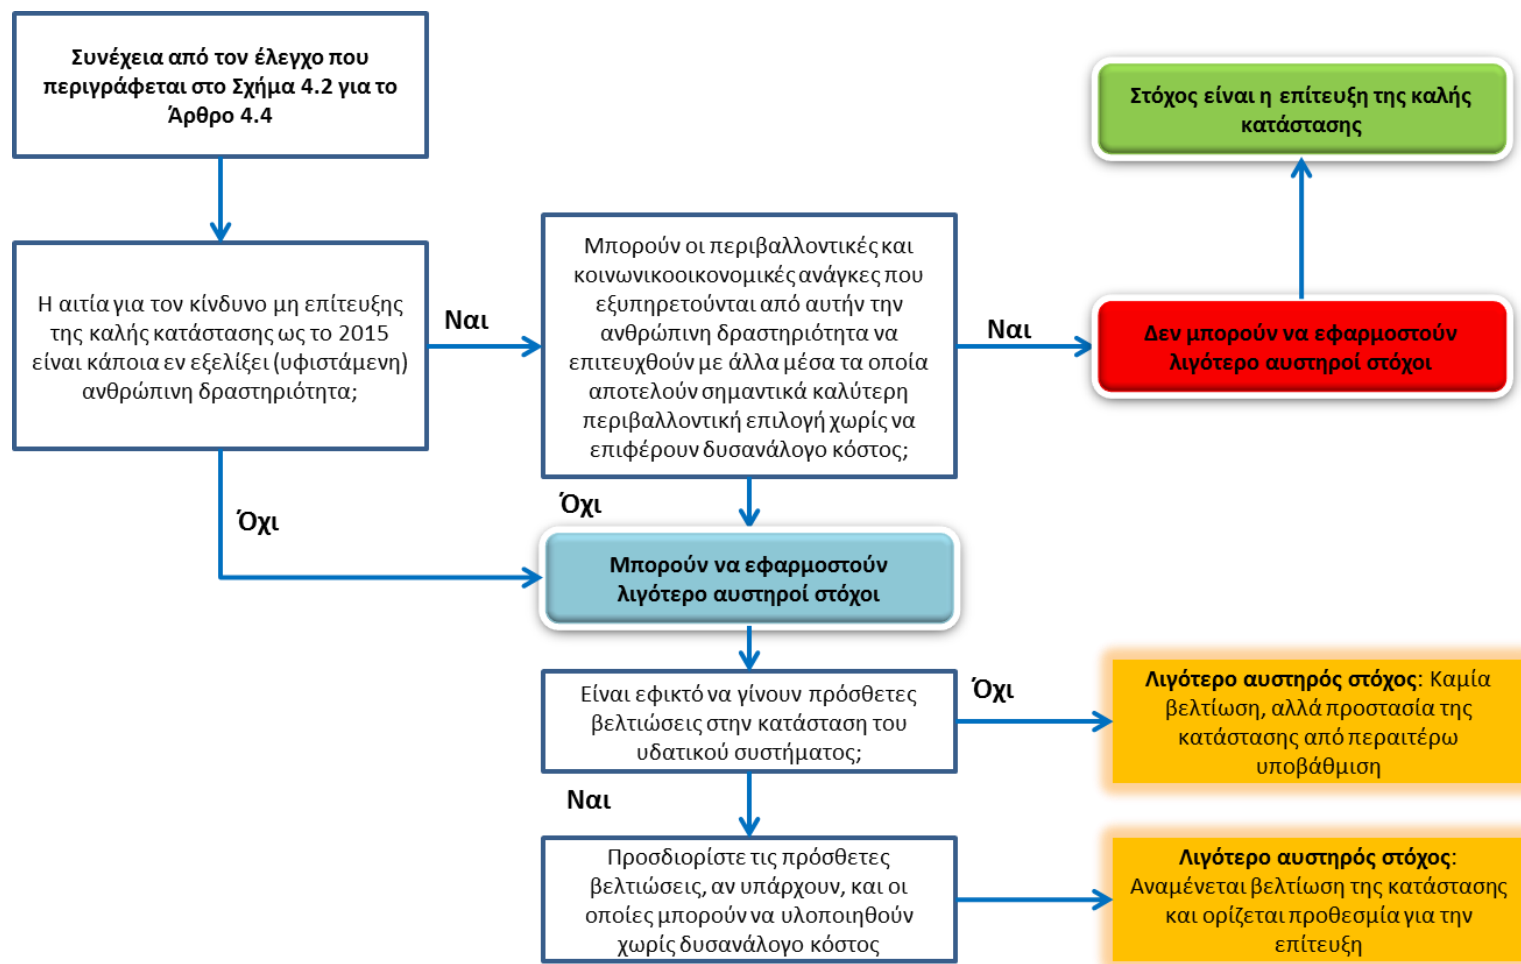 Συνέχεια από τον έλεγχο που
περιγράφεται στο Σχήμα 4.2 για το
Άρθρο 4.4
Στόχος είναι η επίτευξη της καλής
κατάστασης
Η αιτία για τον κίνδυνο μη επίτευξης
της καλής κατάστασης ως το 2015
είναι κάποια εν εξελίξει (υφιστάμενη)
ανθρώπινη δραστηριότητα;
Ναι
Μπορούν οι περιβαλλοντικές και
κοινωνικοοικονομικές ανάγκες που
εξυπηρετούνται από αυτήν την
ανθρώπινη δραστηριότητα να
επιτευχθούν με άλλα μέσα τα οποία
αποτελούν σημαντικά καλύτερη
περιβαλλοντική επιλογή χωρίς να
επιφέρουν δυσανάλογο κόστος;
Ναι
Δεν μπορούν να εφαρμοστούν
λιγότερο αυστηροί στόχοι
Όχι
Όχι
Μπορούν να εφαρμοστούν
λιγότερο αυστηροί στόχοι
Είναι εφικτό να γίνουν πρόσθετες
βελτιώσεις στην κατάσταση του
υδατικού συστήματος;
Όχι
Λιγότερο αυστηρός στόχος: Καμία
βελτίωση, αλλά προστασία της
κατάστασης από περαιτέρω
υποβάθμιση
Ναι
Προσδιορίστε τις πρόσθετες
βελτιώσεις, αν υπάρχουν, και οι
οποίες μπορούν να υλοποιηθούν
χωρίς δυσανάλογο κόστος
Λιγότερο αυστηρός στόχος:
Αναμένεται βελτίωση της κατάστασης
και ορίζεται προθεσμία για την
επίτευξη